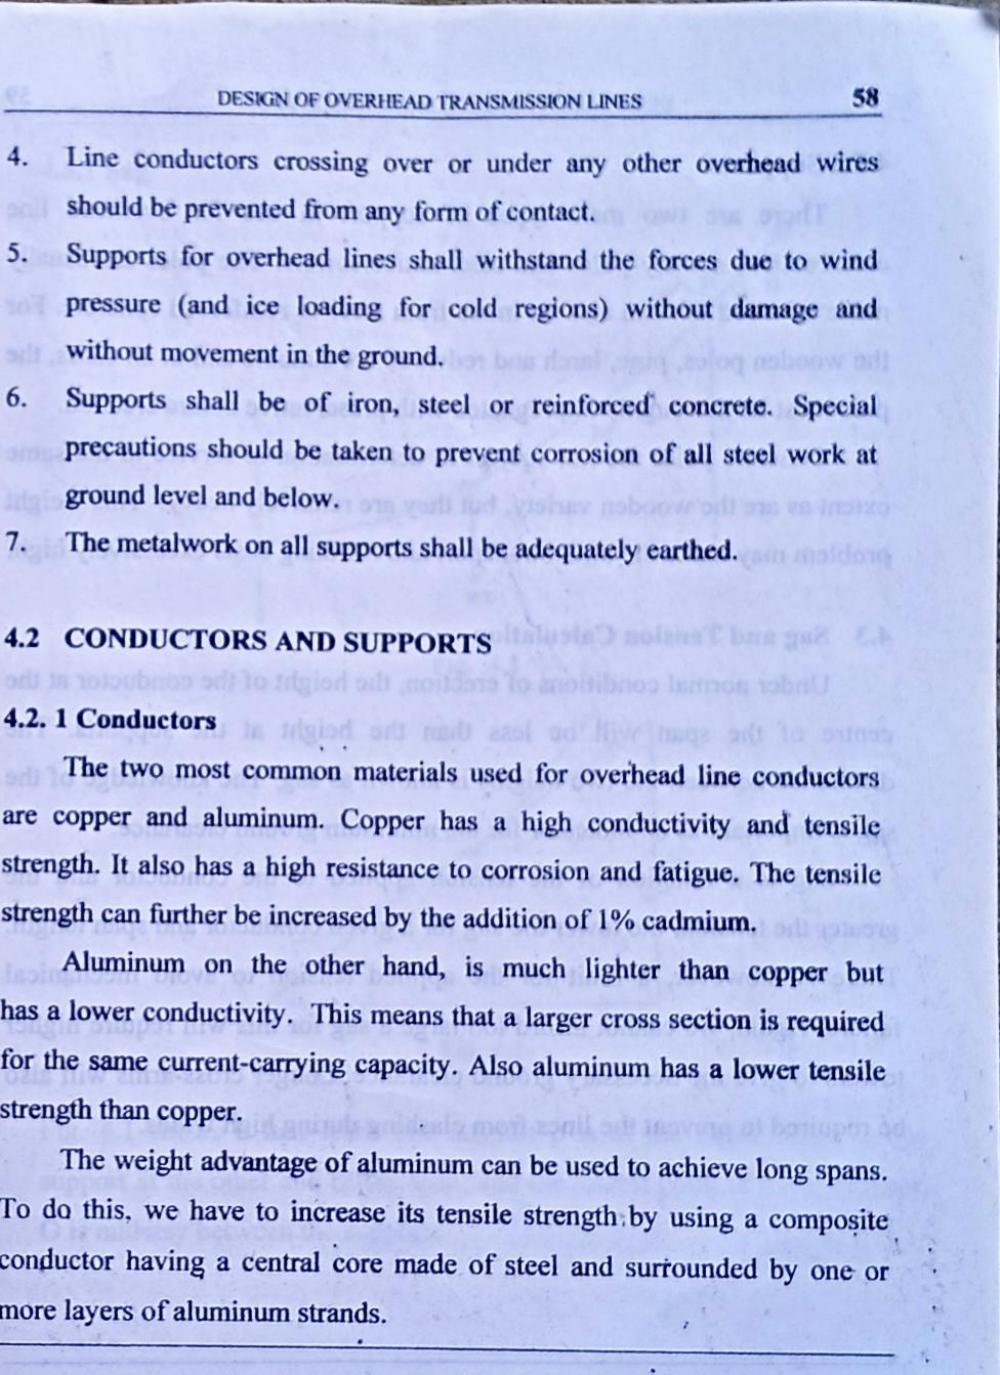 DESIGN OF OVERHEAD TRANSMISSION LINES 58
4. Line conductors crossing over or under any other overhead wires
should be prevented from any form of contact.
5. Supports for overhead lines shall withstand the forces due to wind
pressure (and ice loading for cold regions) without damage and
without movement in the ground.
6. Supports shall be of iron, steel or reinforced concrete. Special
precautions should be taken to prevent corrosion of all steel work at
ground level and below.
7. The metalwork on all supports shall be adequately earthed.
4.2 CONDUCTORS AND SUPPORTS
4.2. 1 Conductors
The two most common materials used for overhead line conductors
are copper and aluminum. Copper has a high conductivity and tensile
strength. It also has a high resistance to corrosion and fatigue. The tensile
strength can further be increased by the addition of 1% cadmium.
Aluminum on the other hand, is much lighter than copper but
has a lower conductivity. This means that a larger cross section is required
for the same current-carrying capacity. Also aluminum has a lower tensile
strength than copper.
The weight advantage of aluminum can be used to achieve long spans.
To do this, we have to increase its tensile strength by using a composite
conductor having a central core made of steel and surrounded by one or
more layers of aluminum strands.